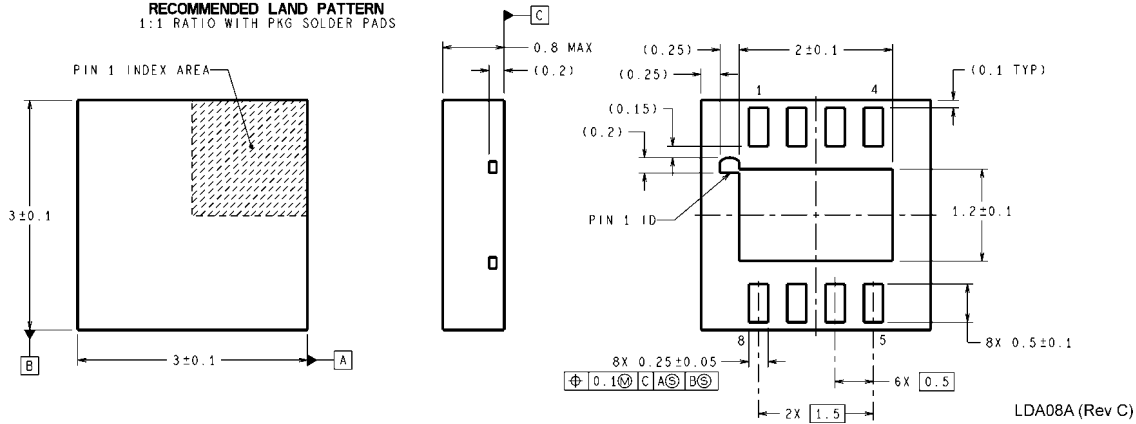 RECOMMENDED LAND PATTERN
1:1 RATIO WITH PKG SOLDER PADS
C
0.8 MAX
(0.2)
PIN 1 INDEX AREA
3±0.1
B
3±0.1
A
(0.25)
2±0.1
(0.25)
(0.1 TYP)
1
4
(0.15)
(0.2)
PIN 1 ID
1.2±0.1
8
5
8X 0.5±0.1
8X 0.25±0.05
⌖ 0.1Ⓜ C AⓈ BⓈ
6X 0.5
2X 1.5
LDA08A (Rev C)